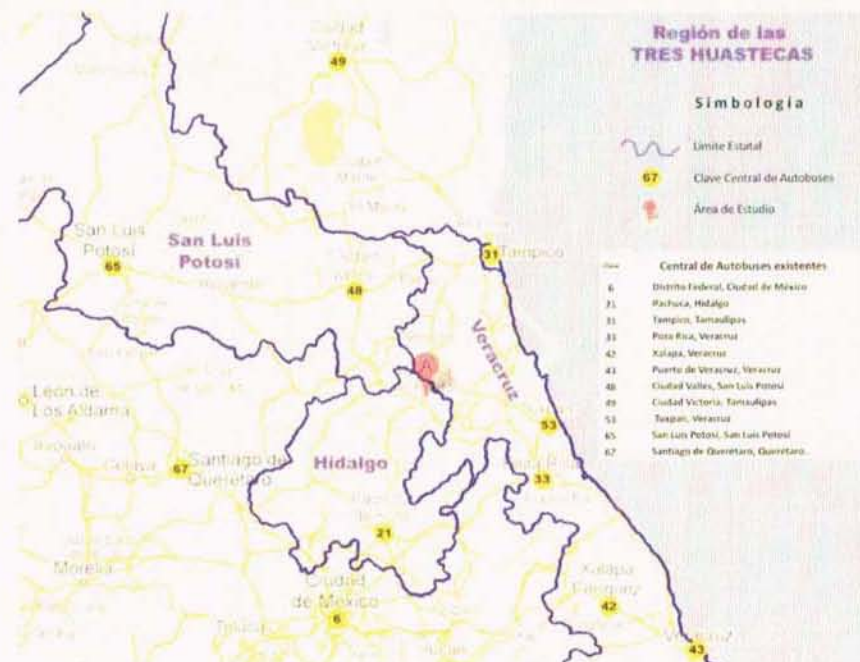 Región de las
TRES HUASTECAS
Simbologia
Limite Estatal
67 Clave Central de Autobuses
Área de Estudio
Central de Autobuses existentes
6 Distrito Federal, Ciudad de México
21 Pachuca, Hidalgo
31 Tampico, Tamaulipas
33 Poza Rica, Veracruz
42 Xalapa, Veracruz
43 Puerto de Veracruz, Veracruz
48 Ciudad Valles, San Luis Potosí
49 Ciudad Victoria, Tamaulipas
53 Tuxpan, Veracruz
65 San Luis Potosí, San Luis Potosí
67 Santiago de Querétaro, Querétaro.
Ciudad
49
San Luis
Potosí
65
San Luis
Potosí
48
31 Tampico
Veracruz
A
León de
Los Aldama
53
67 Santiago de
Querétaro
Hidalgo
33
21
Morelia
Ciudad
de México
6
Xalapa
42
Veracruz
43